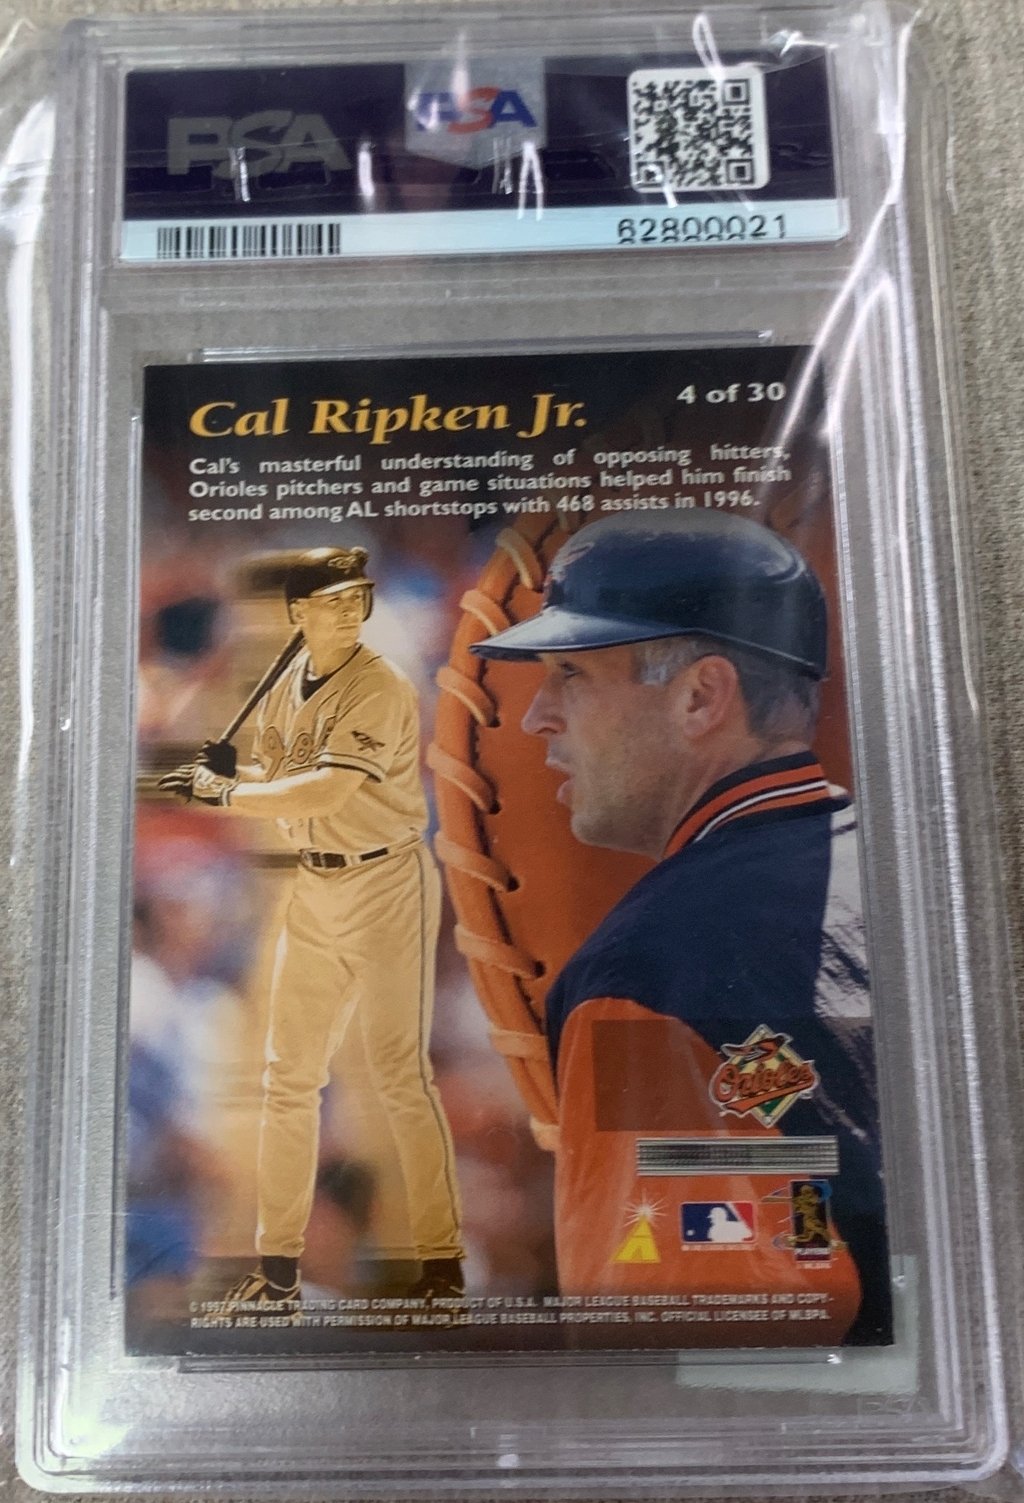 PSA
PSA
62800021
Cal Ripken Jr.
4 of 30
Cal's masterful understanding of opposing hitters,
Orioles pitchers and game situations helped him finish
second among AL shortstops with 468 assists in 1996.
Orioles
© 1997 PINNACLE TRADING CARD COMPANY, PRODUCT OF U.S.A. MAJOR LEAGUE BASEBALL TRADEMARKS AND COPY-
RIGHTS ARE USED WITH PERMISSION OF MAJOR LEAGUE BASEBALL PROPERTIES, INC. OFFICIAL LICENSEE OF MLBPA.